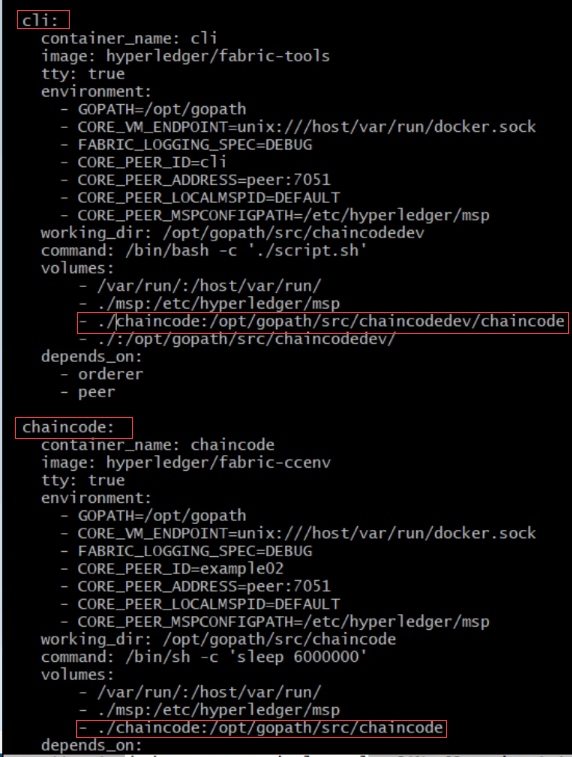 cli:
  container_name: cli
  image: hyperledger/fabric-tools
  tty: true
  environment:
    - GOPATH=/opt/gopath
    - CORE_VM_ENDPOINT=unix:///host/var/run/docker.sock
    - FABRIC_LOGGING_SPEC=DEBUG
    - CORE_PEER_ID=cli
    - CORE_PEER_ADDRESS=peer:7051
    - CORE_PEER_LOCALMSPID=DEFAULT
    - CORE_PEER_MSPCONFIGPATH=/etc/hyperledger/msp
  working_dir: /opt/gopath/src/chaincodedev
  command: /bin/bash -c './script.sh'
  volumes:
      - /var/run/:/host/var/run/
      - ./msp:/etc/hyperledger/msp
      - ./chaincode:/opt/gopath/src/chaincodedev/chaincode
      - ./:/opt/gopath/src/chaincodedev/
  depends_on:
      - orderer
      - peer
chaincode:
  container_name: chaincode
  image: hyperledger/fabric-ccenv
  tty: true
  environment:
    - GOPATH=/opt/gopath
    - CORE_VM_ENDPOINT=unix:///host/var/run/docker.sock
    - FABRIC_LOGGING_SPEC=DEBUG
    - CORE_PEER_ID=example02
    - CORE_PEER_ADDRESS=peer:7051
    - CORE_PEER_LOCALMSPID=DEFAULT
    - CORE_PEER_MSPCONFIGPATH=/etc/hyperledger/msp
  working_dir: /opt/gopath/src/chaincode
  command: /bin/sh -c 'sleep 6000000'
  volumes:
      - /var/run/:/host/var/run/
      - ./msp:/etc/hyperledger/msp
      - ./chaincode:/opt/gopath/src/chaincode
  depends_on: